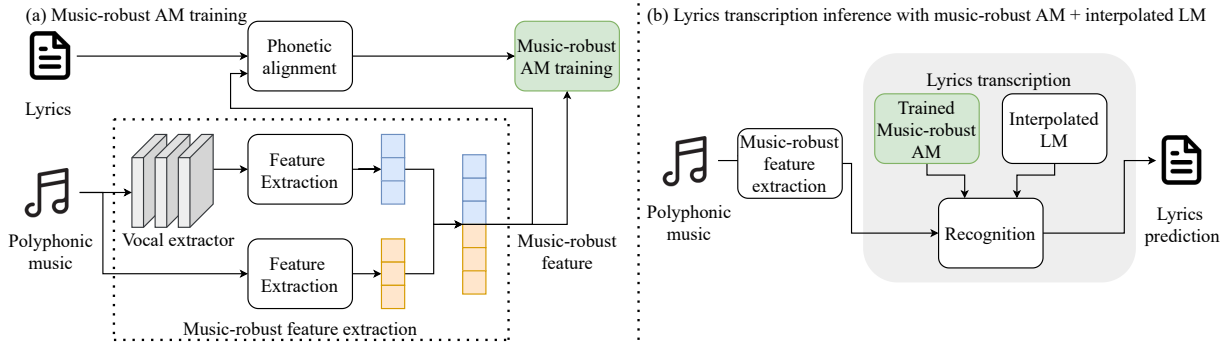 (a) Music-robust AM training
Lyrics
Phonetic
alignment
Music-robust
AM training
Polyphonic
music
Vocal extractor
Feature
Extraction
Feature
Extraction
Music-robust
feature
Music-robust feature extraction
(b) Lyrics transcription inference with music-robust AM + interpolated LM
Polyphonic
music
Music-robust
feature
extraction
Lyrics transcription
Trained
Music-robust
AM
Interpolated
LM
Recognition
Lyrics
prediction